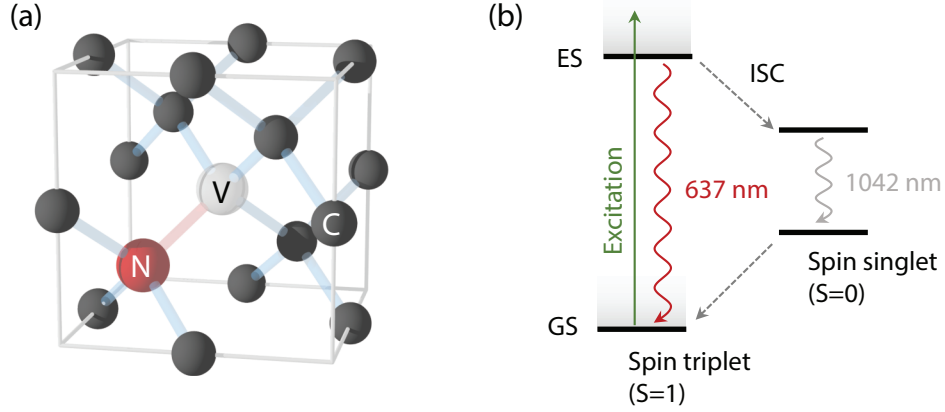 (a)
V
C
N
(b)
ES
ISC
Excitation
637 nm
1042 nm
GS
Spin singlet
(S=0)
Spin triplet
(S=1)